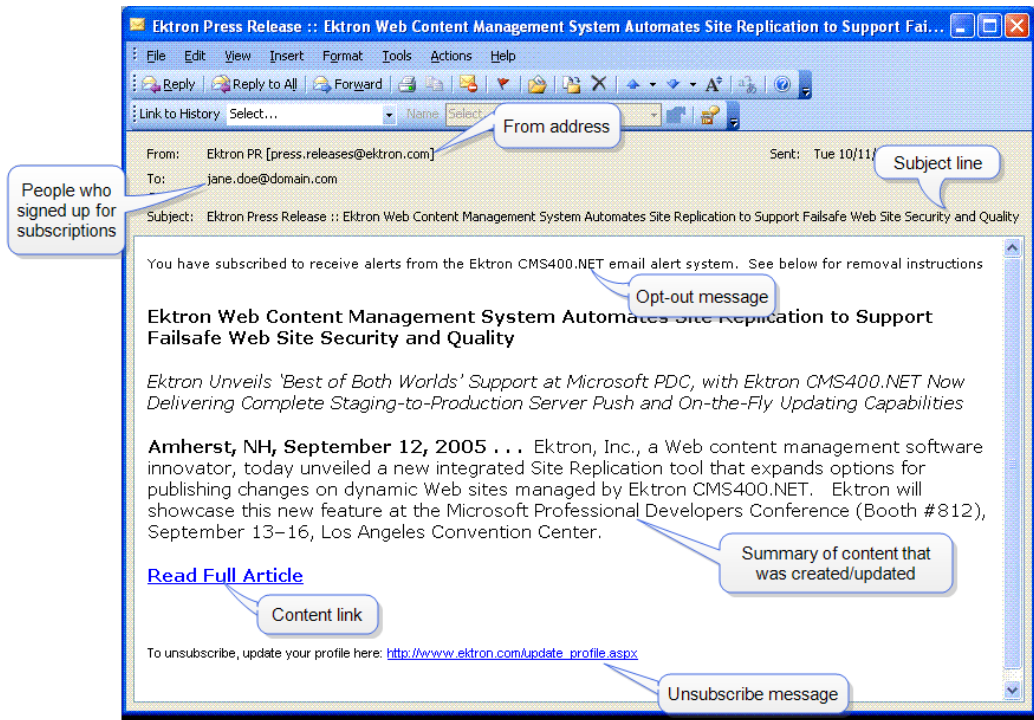 Ektron Press Release :: Ektron Web Content Management System Automates Site Replication to Support Fai...
File Edit View Insert Format Tools Actions Help
Reply Reply to All Forward
Link to History Select... Name Select
From address
From: Ektron PR [press.releases@ektron.com] Sent: Tue 10/11/
Subject line
To: jane.doe@domain.com
People who
signed up for
subscriptions
Subject: Ektron Press Release :: Ektron Web Content Management System Automates Site Replication to Support Failsafe Web Site Security and Quality
You have subscribed to receive alerts from the Ektron CMS400.NET email alert system. See below for removal instructions
Opt-out message
Ektron Web Content Management System Automates Site Replication to Support
Failsafe Web Site Security and Quality
Ektron Unveils 'Best of Both Worlds' Support at Microsoft PDC, with Ektron CMS400.NET Now
Delivering Complete Staging-to-Production Server Push and On-the-Fly Updating Capabilities
Amherst, NH, September 12, 2005 ... Ektron, Inc., a Web content management software
innovator, today unveiled a new integrated Site Replication tool that expands options for
publishing changes on dynamic Web sites managed by Ektron CMS400.NET. Ektron will
showcase this new feature at the Microsoft Professional Developers Conference (Booth #812),
September 13–16, Los Angeles Convention Center.
Summary of content that
was created/updated
Read Full Article
Content link
To unsubscribe, update your profile here: http://www.ektron.com/update_profile.aspx
Unsubscribe message